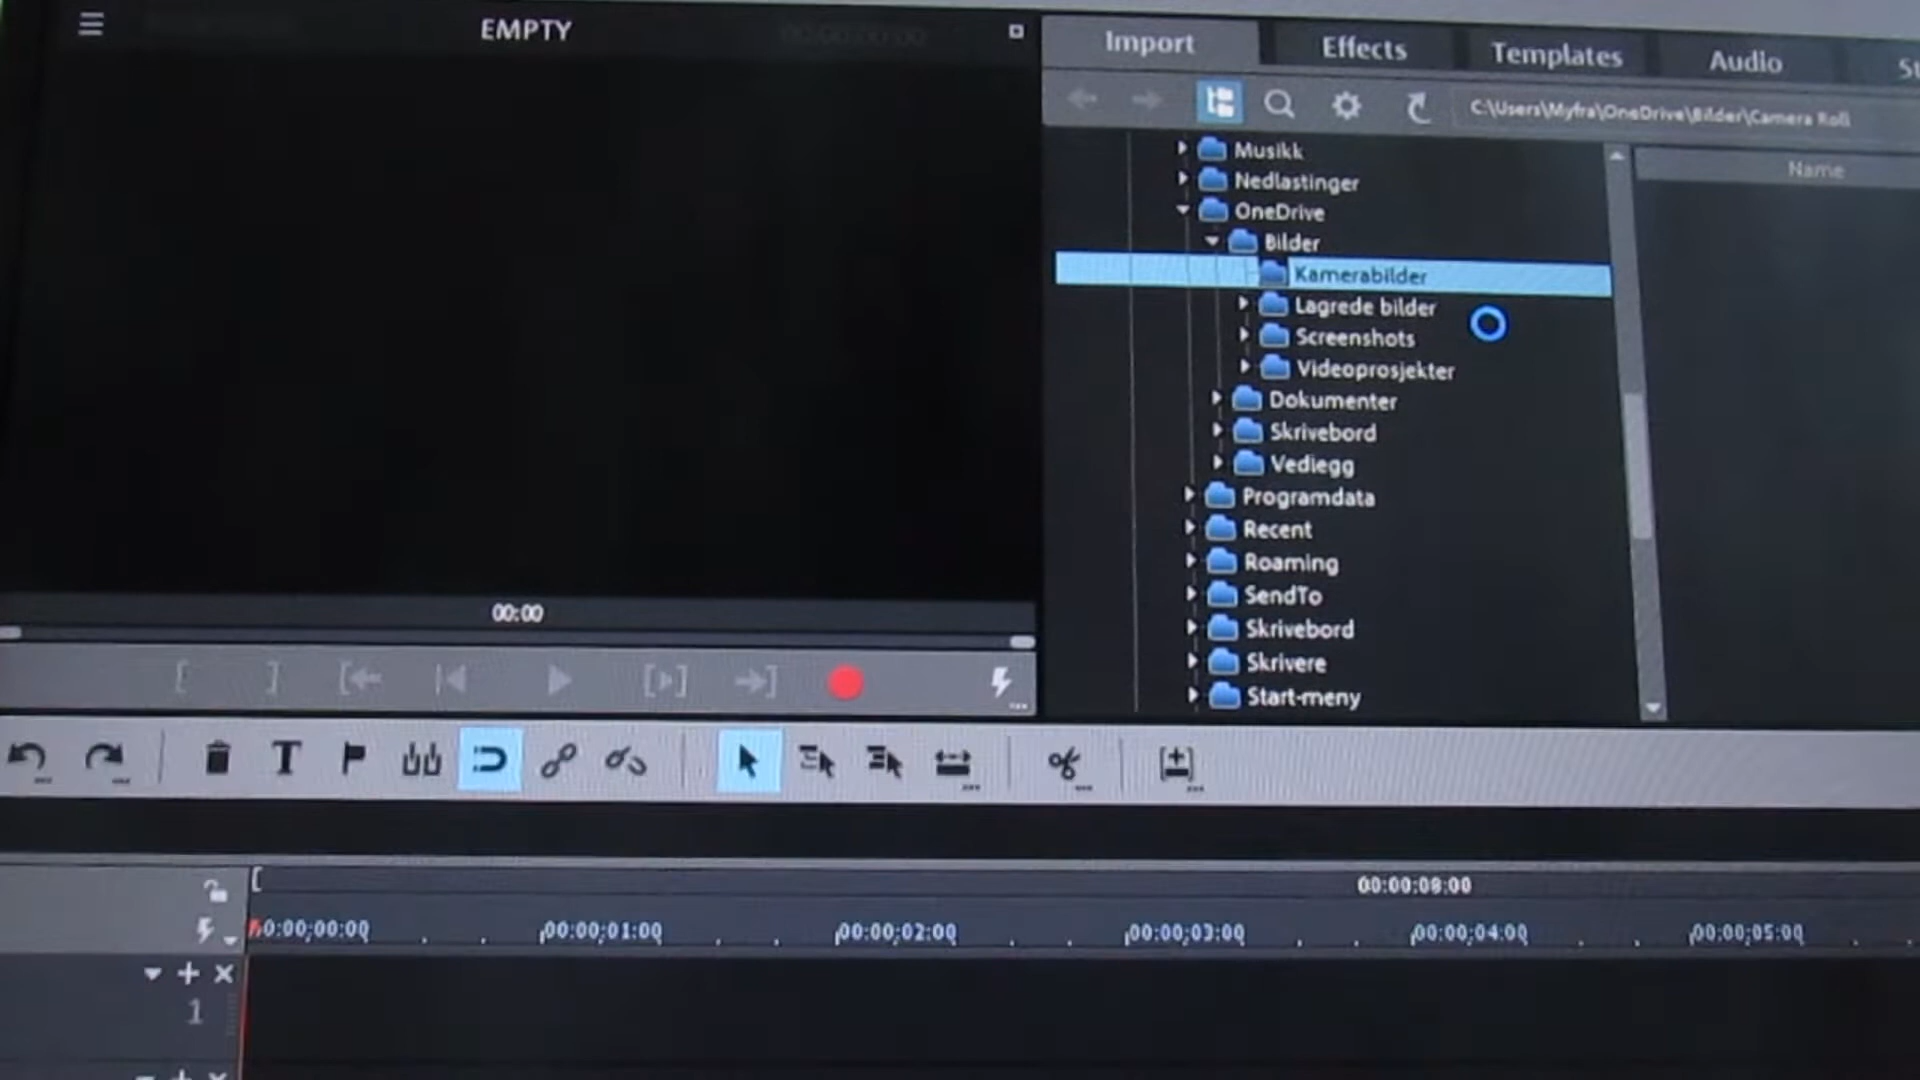 EMPTY
Import
Effects
Templates
Audio
C:\Users\Myfra\OneDrive\Bilder\Camera Roll
Name
Musikk
Nedlastinger
OneDrive
Bilder
Kamerabilder
Lagrede bilder
Screenshots
Videoprosjekter
Dokumenter
Skrivebord
Vedlegg
Programdata
Recent
Roaming
SendTo
Skrivebord
Skrivere
Start-meny
00:00
T
00:00:08:00
0:00;00:00
00:00;01:00
00:00;02:00
00:00;03:00
00:00;04:00
00:00;05:00
1